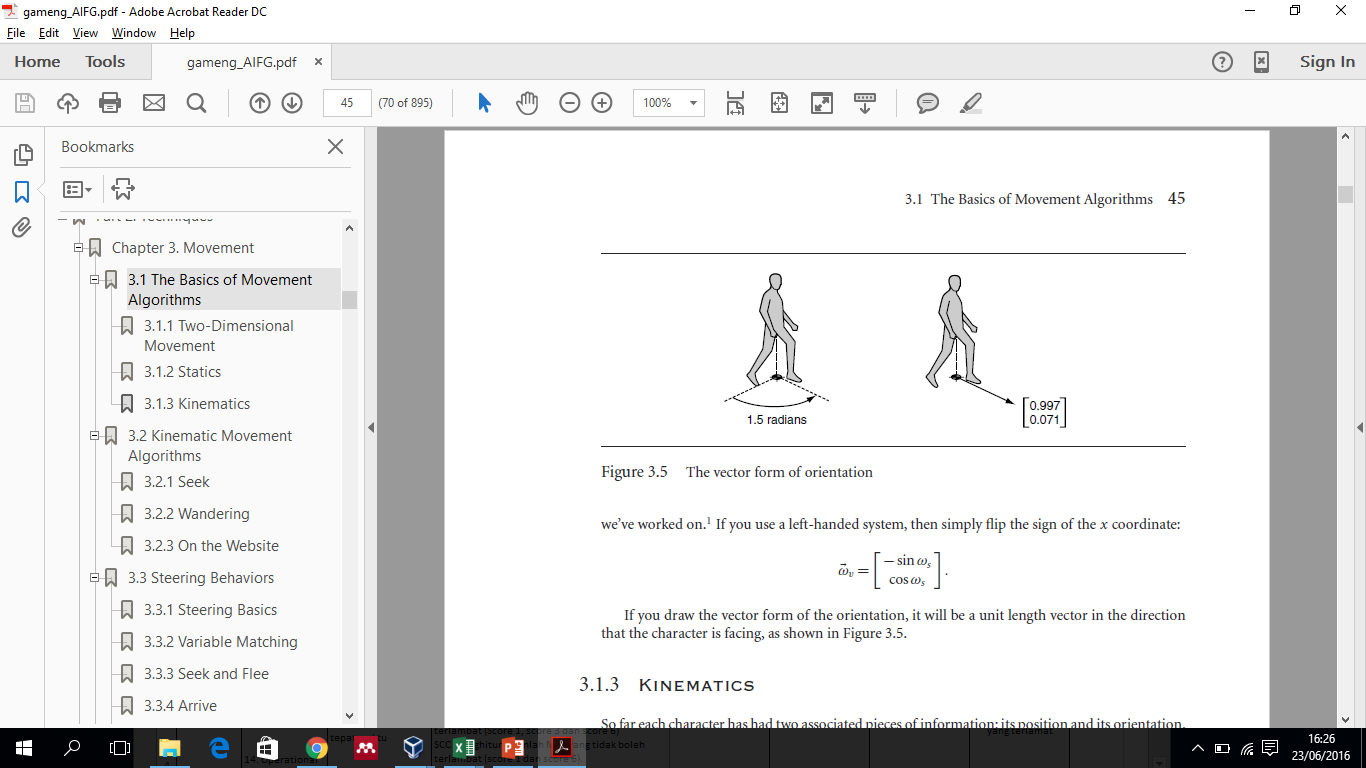 gameng_AIFG.pdf - Adobe Acrobat Reader DC
File Edit View Window Help
Home Tools gameng_AIFG.pdf × Sign In
45 (70 of 895) 100%
Bookmarks
Chapter 3. Movement
3.1 The Basics of Movement
Algorithms
3.1.1 Two-Dimensional
Movement
3.1.2 Statics
3.1.3 Kinematics
3.2 Kinematic Movement
Algorithms
3.2.1 Seek
3.2.2 Wandering
3.2.3 On the Website
3.3 Steering Behaviors
3.3.1 Steering Basics
3.3.2 Variable Matching
3.3.3 Seek and Flee
3.3.4 Arrive
3.1 The Basics of Movement Algorithms 45
1.5 radians
0.997
0.071
Figure 3.5 The vector form of orientation
we've worked on.¹ If you use a left-handed system, then simply flip the sign of the x coordinate:
ω⃗ᵥ = [ − sin ωₛ
cos ωₛ ] .
If you draw the vector form of the orientation, it will be a unit length vector in the direction
that the character is facing, as shown in Figure 3.5.
3.1.3 KINEMATICS
So far each character has had two associated pieces of information: its position and its orientation.
16:26
23/06/2016